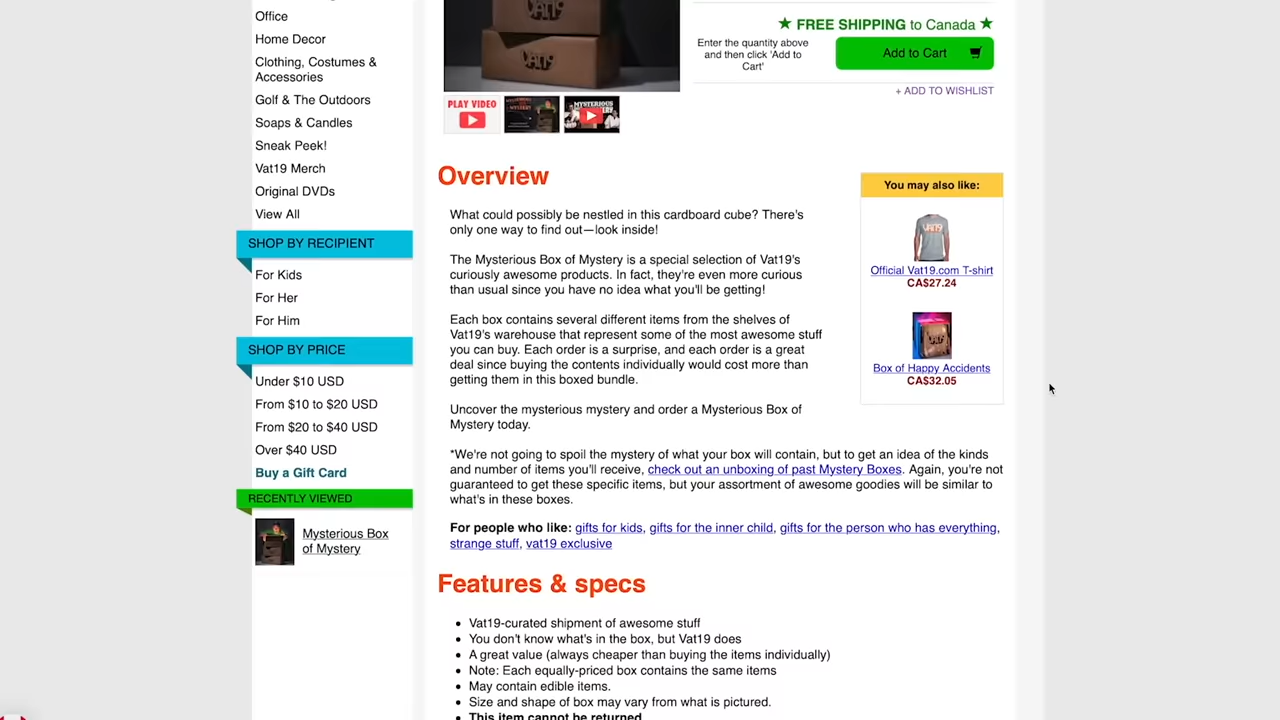 Office
Home Decor
Clothing, Costumes &
Accessories
Golf & The Outdoors
Soaps & Candles
Sneak Peek!
Vat19 Merch
Original DVDs
View All
SHOP BY RECIPIENT
For Kids
For Her
For Him
SHOP BY PRICE
Under $10 USD
From $10 to $20 USD
From $20 to $40 USD
Over $40 USD
Buy a Gift Card
RECENTLY VIEWED
Mysterious Box
of Mystery
VAT19
PLAY VIDEO
MYSTERIOUS
★ FREE SHIPPING to Canada ★
Enter the quantity above
and then click 'Add to
Cart'
Add to Cart
+ ADD TO WISHLIST
Overview
What could possibly be nestled in this cardboard cube? There's
only one way to find out—look inside!
The Mysterious Box of Mystery is a special selection of Vat19's
curiously awesome products. In fact, they're even more curious
than usual since you have no idea what you'll be getting!
Each box contains several different items from the shelves of
Vat19's warehouse that represent some of the most awesome stuff
you can buy. Each order is a surprise, and each order is a great
deal since buying the contents individually would cost more than
getting them in this boxed bundle.
Uncover the mysterious mystery and order a Mysterious Box of
Mystery today.
*We're not going to spoil the mystery of what your box will contain, but to get an idea of the kinds
and number of items you'll receive, check out an unboxing of past Mystery Boxes. Again, you're not
guaranteed to get these specific items, but your assortment of awesome goodies will be similar to
what's in these boxes.
For people who like: gifts for kids, gifts for the inner child, gifts for the person who has everything,
strange stuff, vat19 exclusive
You may also like:
VAT19
Official Vat19.com T-shirt
CA$27.24
Box of Happy Accidents
CA$32.05
Features & specs
• Vat19-curated shipment of awesome stuff
• You don't know what's in the box, but Vat19 does
• A great value (always cheaper than buying the items individually)
• Note: Each equally-priced box contains the same items
• May contain edible items.
• Size and shape of box may vary from what is pictured.
• This item cannot be returned